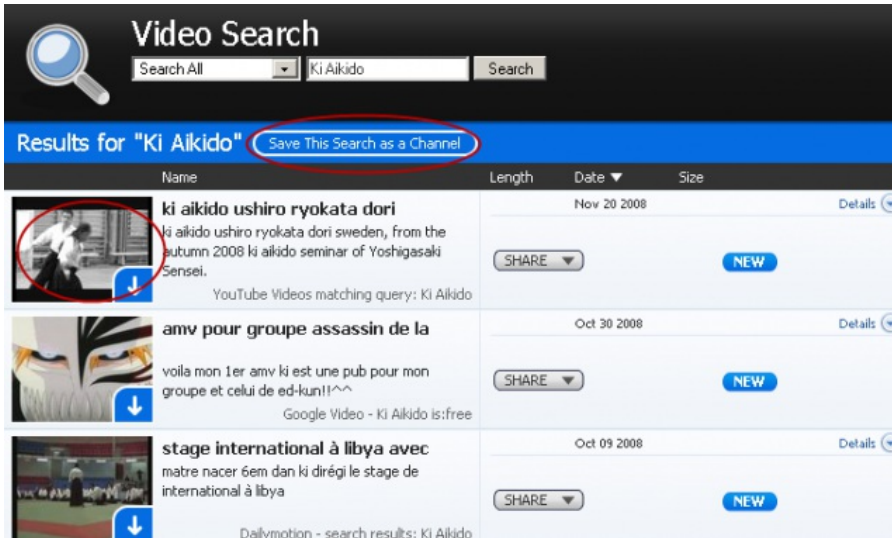 Video Search
Search All Ki Aikido Search
Results for "Ki Aikido" Save This Search as a Channel
Name Length Date Size
ki aikido ushiro ryokata dori Nov 20 2008 Details
ki aikido ushiro ryokata dori sweden, from the
autumn 2008 ki aikido seminar of Yoshigasaki
Sensei.
SHARE NEW
YouTube Videos matching query: Ki Aikido
amv pour groupe assassin de la Oct 30 2008 Details
voila mon 1er amv ki est une pub pour mon
groupe et celui de ed-kun!!^^
SHARE NEW
Google Video - Ki Aikido is:free
stage international à libya avec Oct 09 2008 Details
matre nacer 6em dan ki dirégi le stage de
international à libya
SHARE NEW
Dailymotion - search results: Ki Aikido